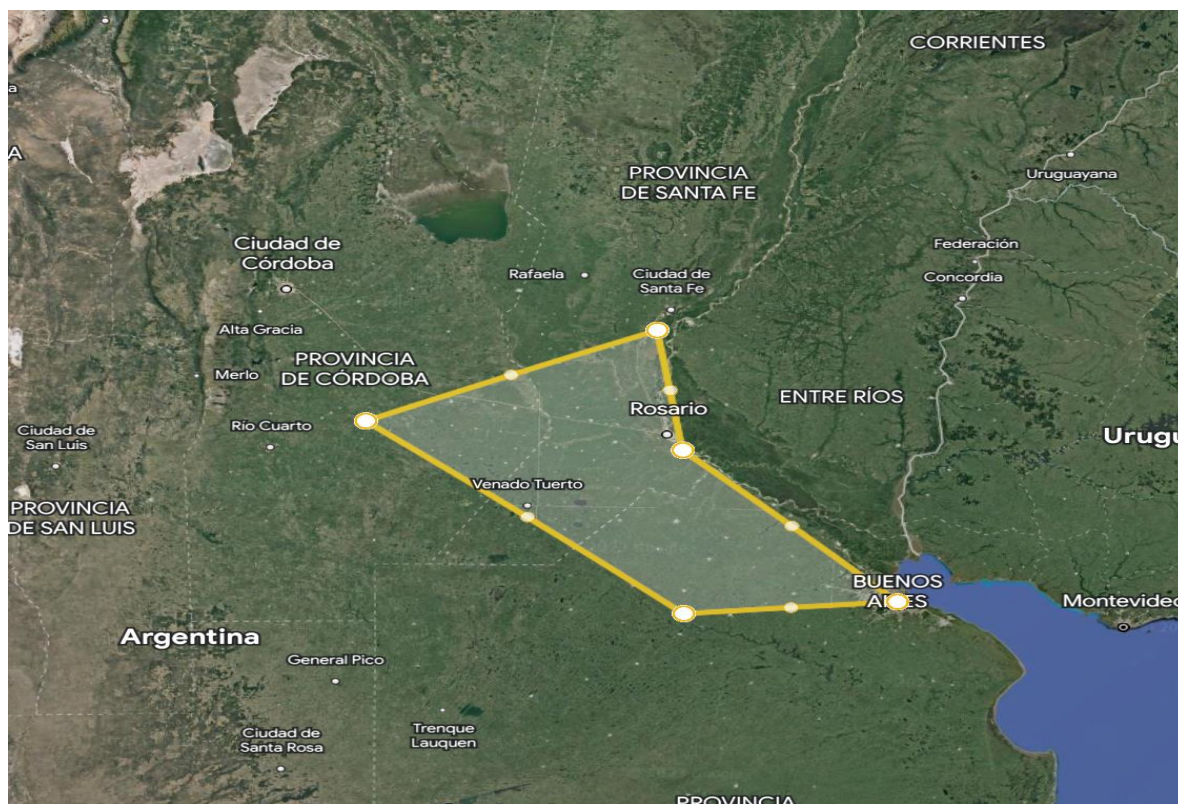 CORRIENTES
a
A
PROVINCIA
DE SANTA FE
Uruguayana
Ciudad de
Córdoba
Rafaela
Ciudad de
Santa Fe
Federación
Concordia
Alta Gracia
PROVINCIA
DE CÓRDOBA
Merlo
ENTRE RÍOS
Rosario
Río Cuarto
Ciudad de
San Luis
Urugu
Venado Tuerto
PROVINCIA
DE SAN LUIS
BUENOS
AIRES
Montevideo
Argentina
General Pico
Trenque
Lauquen
Ciudad de
Santa Rosa
PROVINCIA